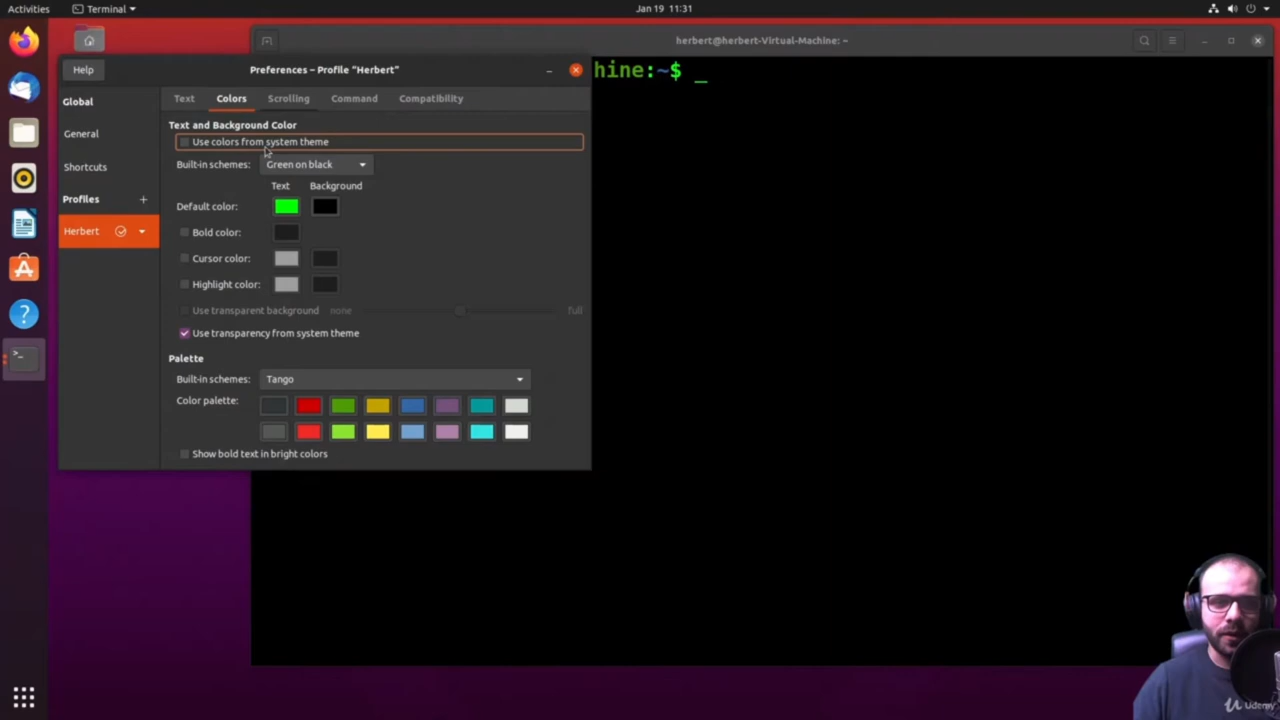 Activities
Terminal
Jan 19 11:31
herbert@herbert-Virtual-Machine: ~
Help
Preferences – Profile “Herbert”
hine:~$ _
Global
General
Shortcuts
Profiles
+
Herbert
Text
Colors
Scrolling
Command
Compatibility
Text and Background Color
Use colors from system theme
Built-in schemes:
Green on black
Text
Background
Default color:
Bold color:
Cursor color:
Highlight color:
Use transparent background
none
full
Use transparency from system theme
Palette
Built-in schemes:
Tango
Color palette:
Show bold text in bright colors
>_
?
Udemy